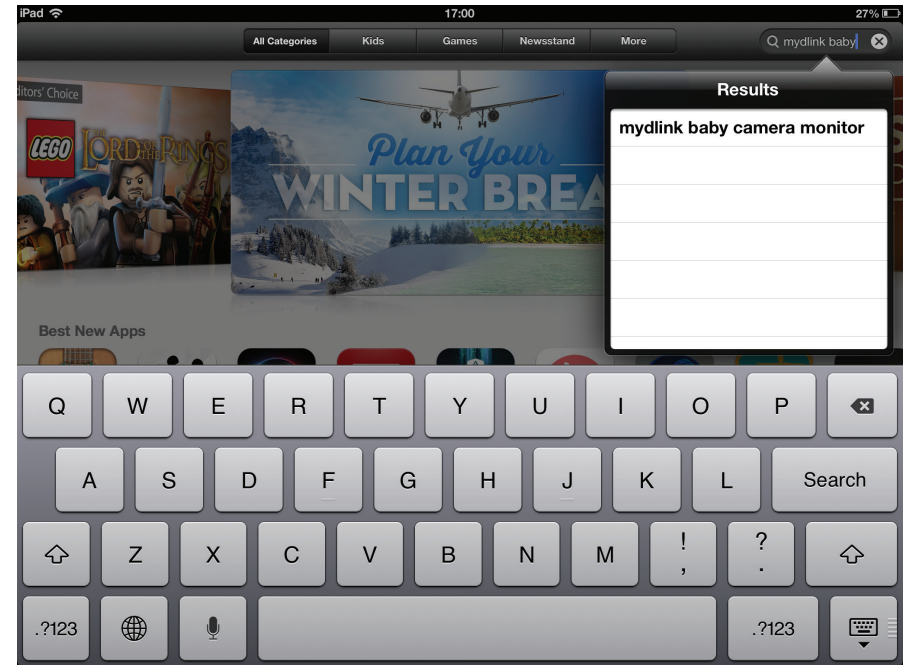 iPad 17:00 27%
All Categories Kids Games Newsstand More mydlink baby
Results
mydlink baby camera monitor
ditors' Choice
LEGO
THE LORD OF THE RINGS
Plan Your
WINTER BREA
Best New Apps
Q W E R T Y U I O P
A S D F G H J K L Search
Z X C V B N M ! , ? .
.?123 .?123